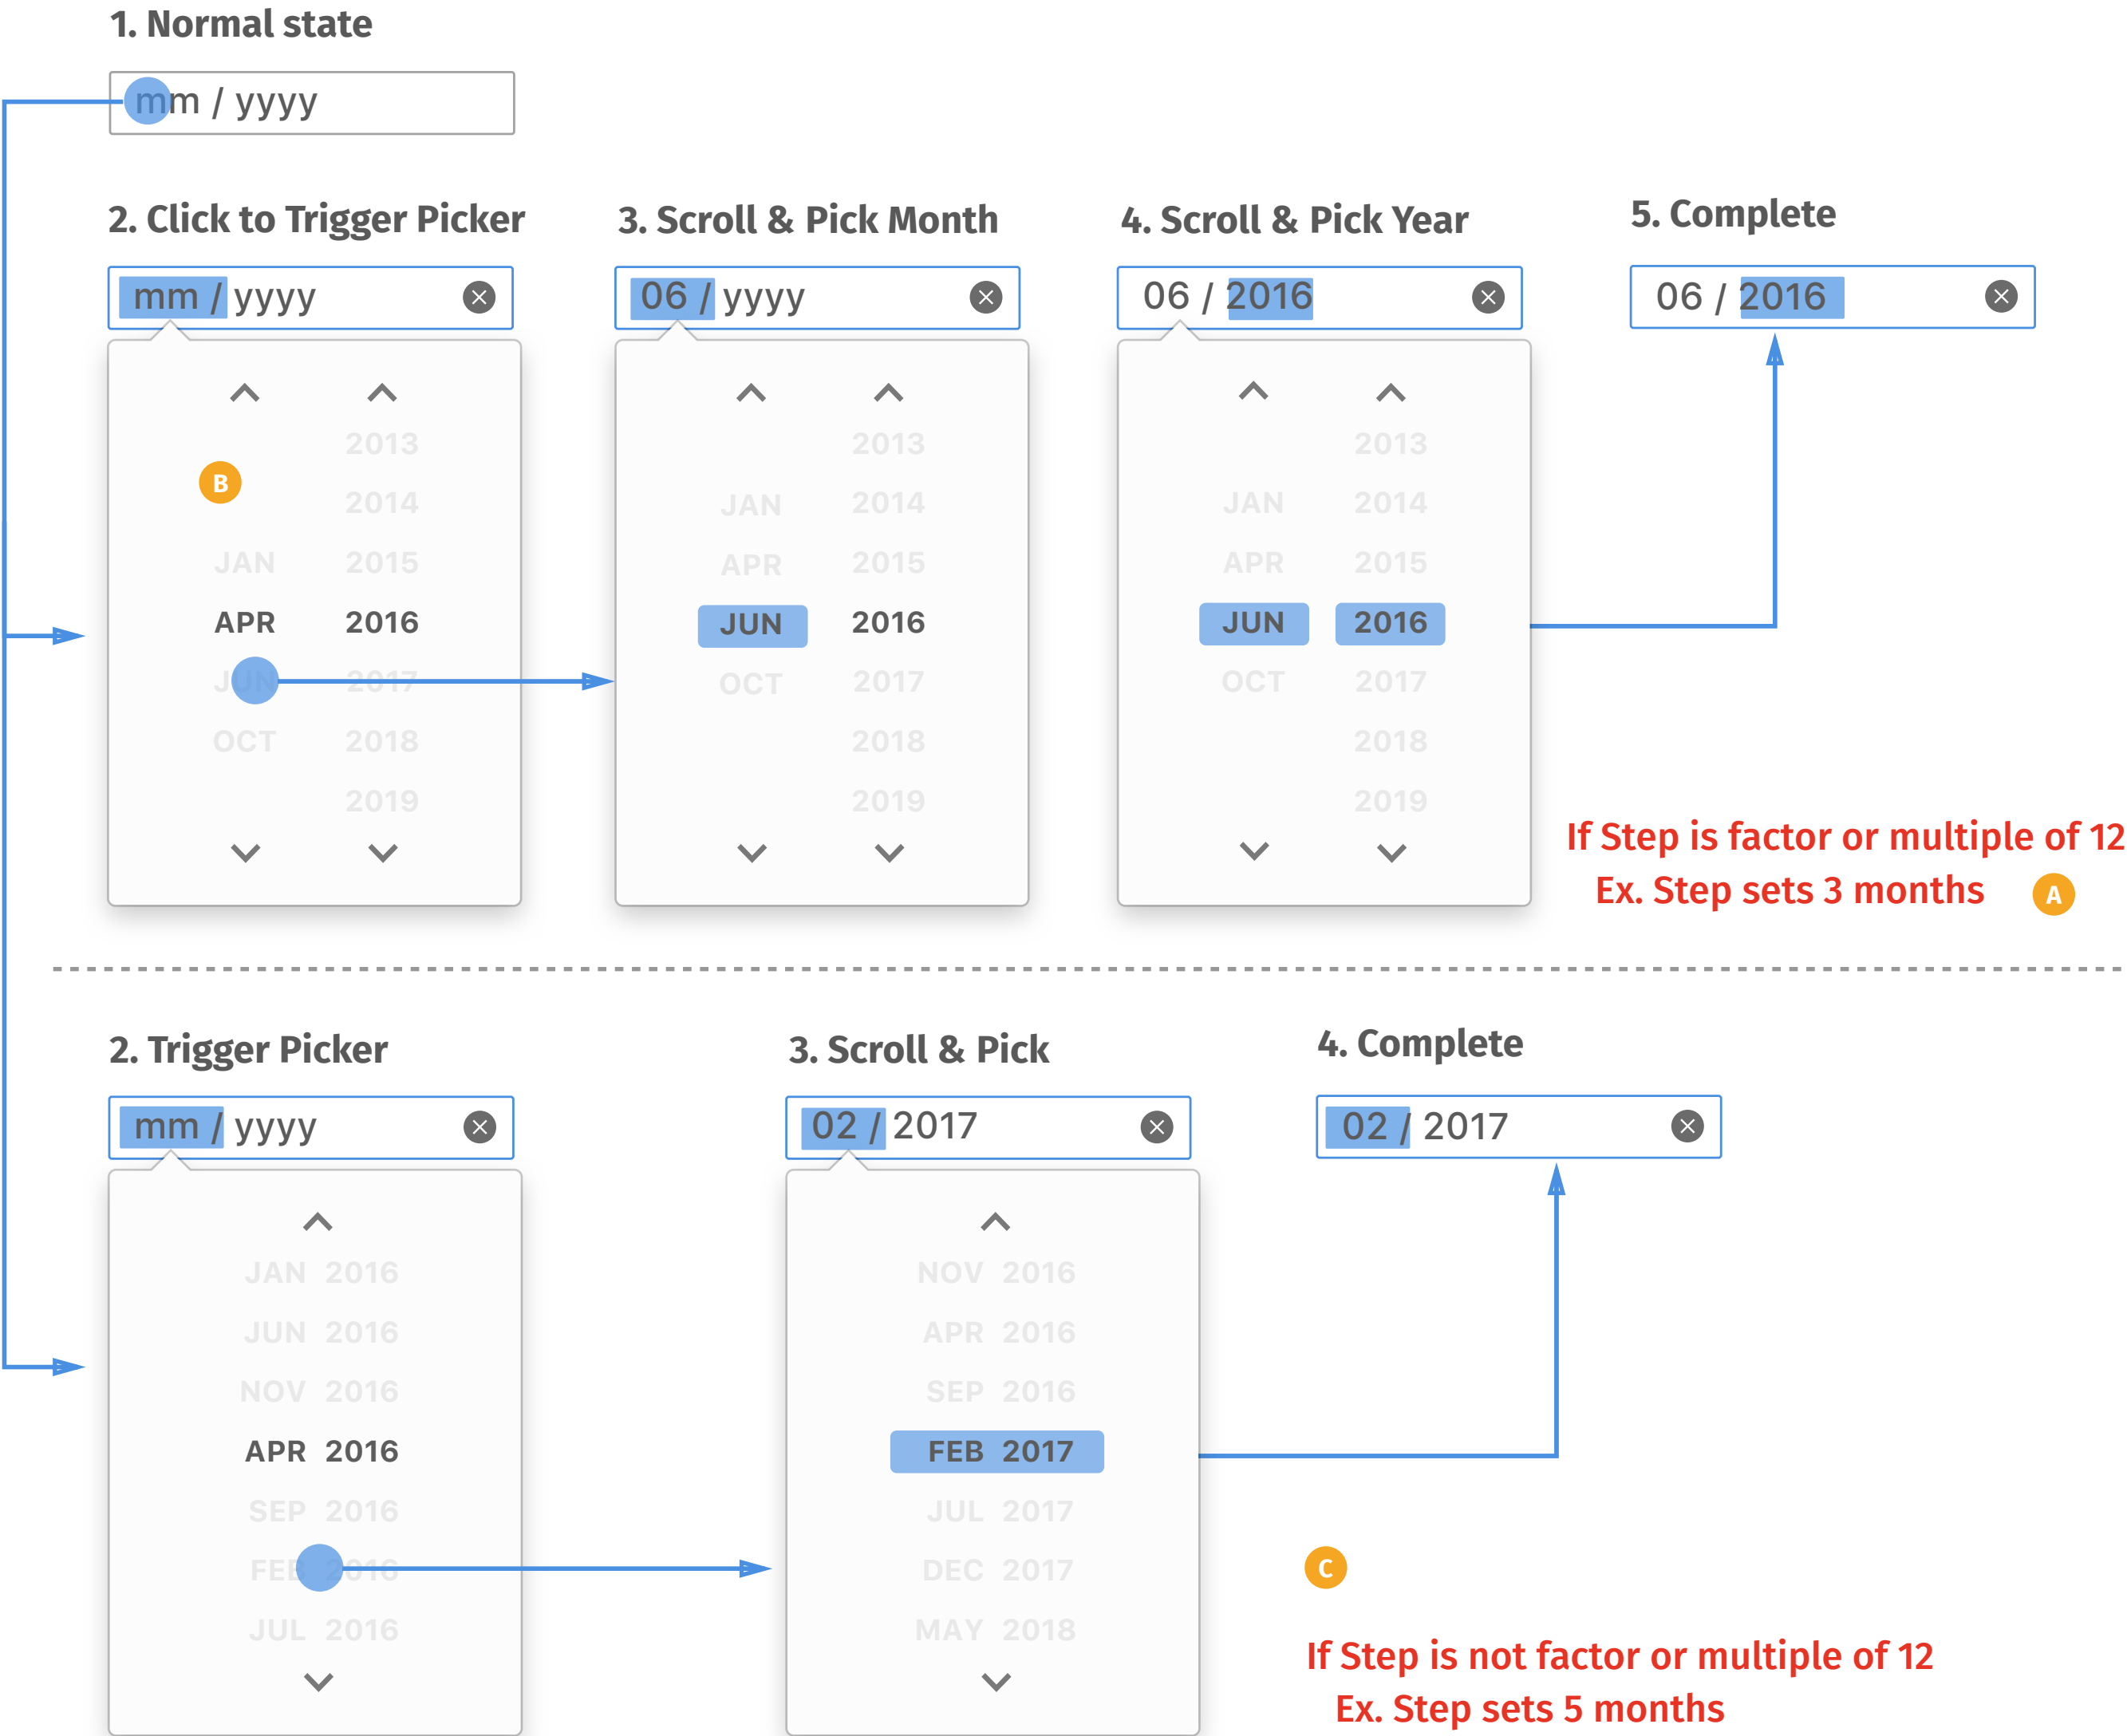 1. Normal state
mm / yyyy
2. Click to Trigger Picker
3. Scroll & Pick Month
4. Scroll & Pick Year
5. Complete
mm / yyyy
06 / yyyy
06 / 2016
06 / 2016
2013
B
2014
JAN 2015
APR 2016
JUN 2017
OCT 2018
2019
2013
JAN 2014
APR 2015
JUN 2016
OCT 2017
2018
2019
2013
JAN 2014
APR 2015
JUN 2016
OCT 2017
2018
2019
If Step is factor or multiple of 12
Ex. Step sets 3 months A
2. Trigger Picker
3. Scroll & Pick
4. Complete
mm / yyyy
02 / 2017
02 / 2017
JAN 2016
JUN 2016
NOV 2016
APR 2016
SEP 2016
FEB 2016
JUL 2016
NOV 2016
APR 2016
SEP 2016
FEB 2017
JUL 2017
DEC 2017
MAY 2018
C
If Step is not factor or multiple of 12
Ex. Step sets 5 months